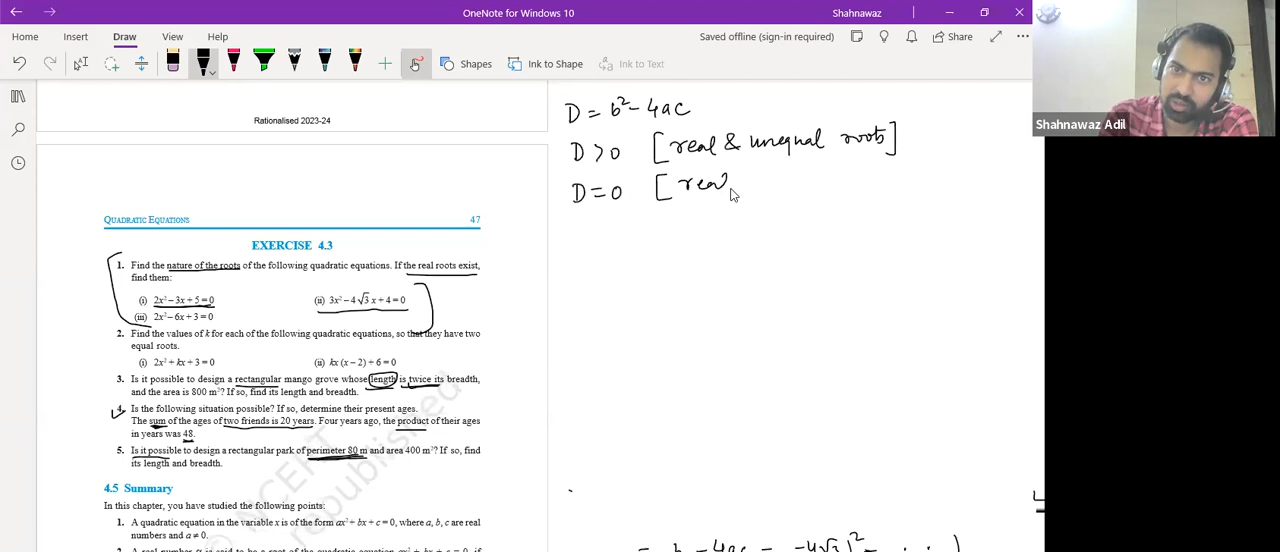 OneNote for Windows 10
Shahnawaz
Home Insert Draw View Help
Saved offline (sign in required)
Share
Shapes
Ink to Shape
Ink to Text
Shahnawaz Adil
Rationalised 2023-24
QUADRATIC EQUATIONS 47
EXERCISE 4.3
1. Find the nature of the roots of the following quadratic equations. If the real roots exist,
find them:
(i) 2x² – 3x + 5 = 0 (ii) 3x² – 4√3 x + 4 = 0
(iii) 2x² – 6x + 3 = 0
2. Find the values of k for each of the following quadratic equations, so that they have two
equal roots.
(i) 2x² + kx + 3 = 0 (ii) kx (x – 2) + 6 = 0
3. Is it possible to design a rectangular mango grove whose length is twice its breadth,
and the area is 800 m²? If so, find its length and breadth.
4. Is the following situation possible? If so, determine their present ages.
The sum of the ages of two friends is 20 years. Four years ago, the product of their ages
in years was 48.
5. Is it possible to design a rectangular park of perimeter 80 m and area 400 m²? If so, find
its length and breadth.
4.5 Summary
In this chapter, you have studied the following points:
1. A quadratic equation in the variable x is of the form ax² + bx + c = 0, where a, b, c are real
numbers and a ≠ 0.
© NCERT
republished
D = b² – 4ac
D > 0 [real & unequal roots]
D = 0 [real